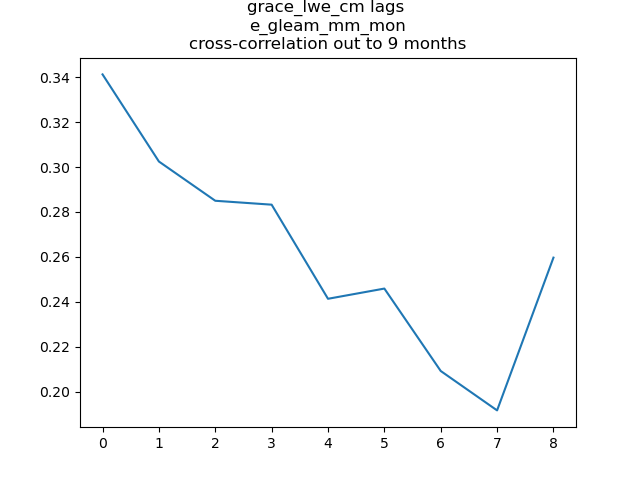 grace_lwe_cm lags
e_gleam_mm_mon
cross-correlation out to 9 months
0.34
0.32
0.30
0.28
0.26
0.24
0.22
0.20
0 1 2 3 4 5 6 7 8